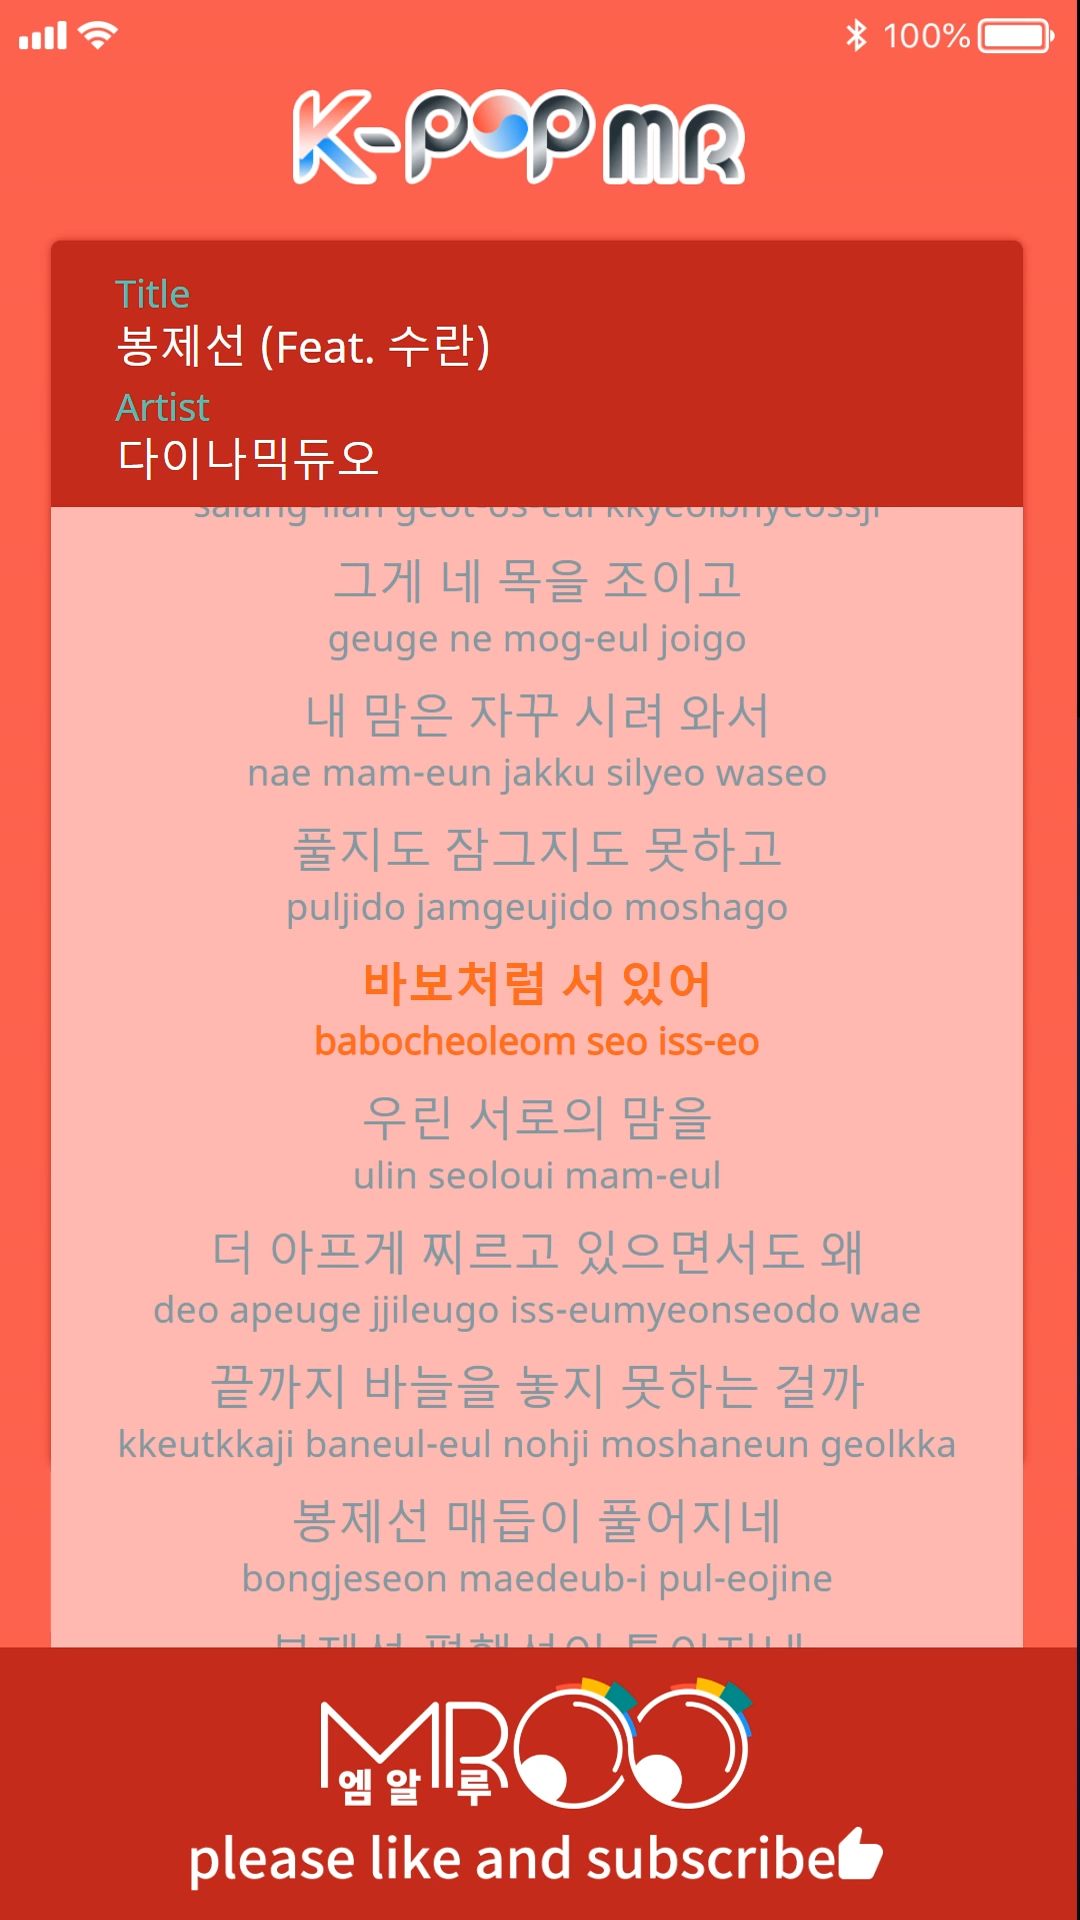 100%
K-POP MR
Title
봉제선 (Feat. 수란)
Artist
다이나믹듀오
그게 네 목을 조이고
geuge ne mog-eul joigo
내 맘은 자꾸 시려 와서
nae mam-eun jakku silyeo waseo
풀지도 잠그지도 못하고
puljido jamgeujido moshago
바보처럼 서 있어
babocheoleom seo iss-eo
우린 서로의 맘을
ulin seoloui mam-eul
더 아프게 찌르고 있으면서도 왜
deo apeuge jjileugo iss-eumyeonseodo wae
끝까지 바늘을 놓지 못하는 걸까
kkeutkkaji baneul-eul nohji moshaneun geolkka
봉제선 매듭이 풀어지네
bongjeseon maedeub-i pul-eojine
MROO
엠 알 루
please like and subscribe